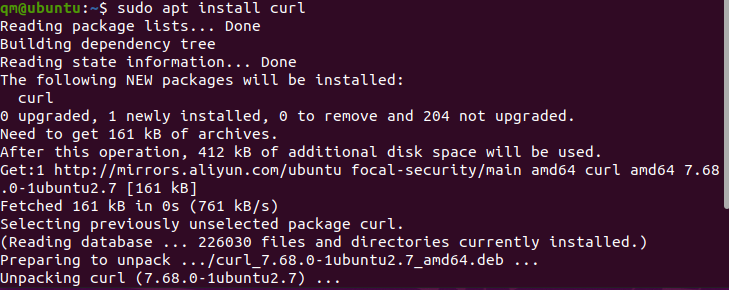 qm@ubuntu:~$ sudo apt install curl
Reading package lists... Done
Building dependency tree
Reading state information... Done
The following NEW packages will be installed:
  curl
0 upgraded, 1 newly installed, 0 to remove and 204 not upgraded.
Need to get 161 kB of archives.
After this operation, 412 kB of additional disk space will be used.
Get:1 http://mirrors.aliyun.com/ubuntu focal-security/main amd64 curl amd64 7.68
.0-1ubuntu2.7 [161 kB]
Fetched 161 kB in 0s (761 kB/s)
Selecting previously unselected package curl.
(Reading database ... 226030 files and directories currently installed.)
Preparing to unpack .../curl_7.68.0-1ubuntu2.7_amd64.deb ...
Unpacking curl (7.68.0-1ubuntu2.7) ...